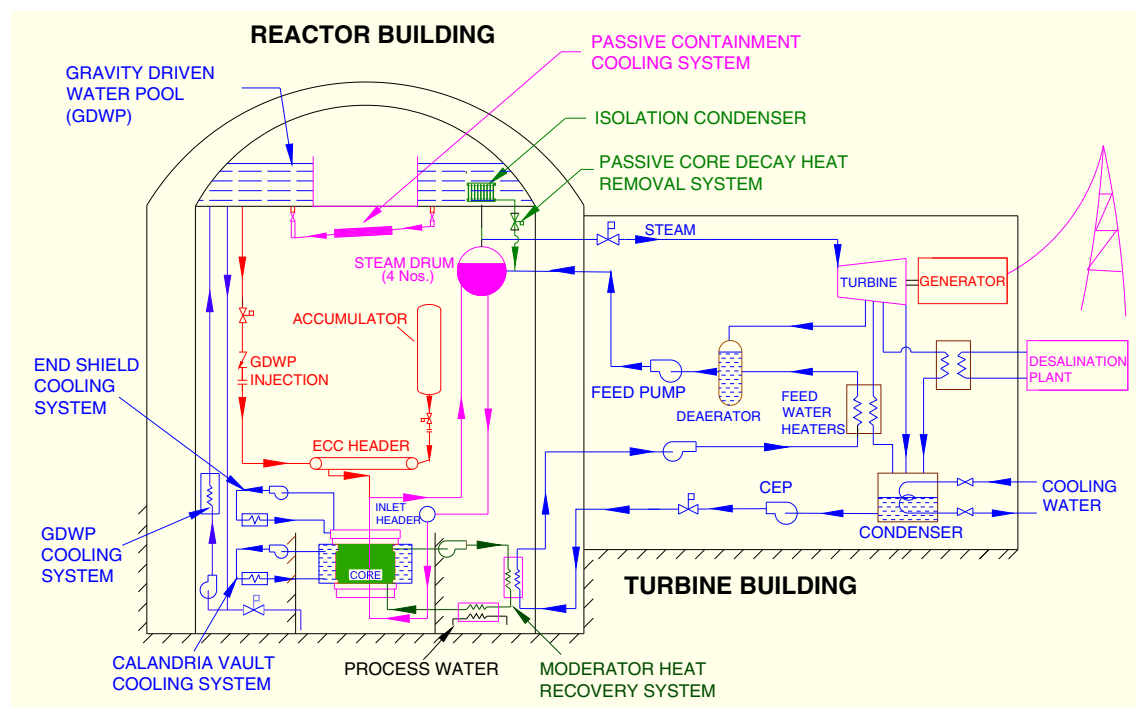 REACTOR BUILDING
PASSIVE CONTAINMENT
COOLING SYSTEM
GRAVITY DRIVEN
WATER POOL
(GDWP)
ISOLATION CONDENSER
PASSIVE CORE DECAY HEAT
REMOVAL SYSTEM
STEAM
STEAM DRUM
(4 Nos.)
TURBINE
GENERATOR
ACCUMULATOR
GDWP
INJECTION
END SHIELD
COOLING
SYSTEM
FEED PUMP
DEAERATOR
FEED
WATER
HEATERS
DESALINATION
PLANT
ECC HEADER
INLET
HEADER
CEP
COOLING
WATER
CONDENSER
GDWP
COOLING
SYSTEM
CORE
TURBINE BUILDING
CALANDRIA VAULT
COOLING SYSTEM
PROCESS WATER
MODERATOR HEAT
RECOVERY SYSTEM